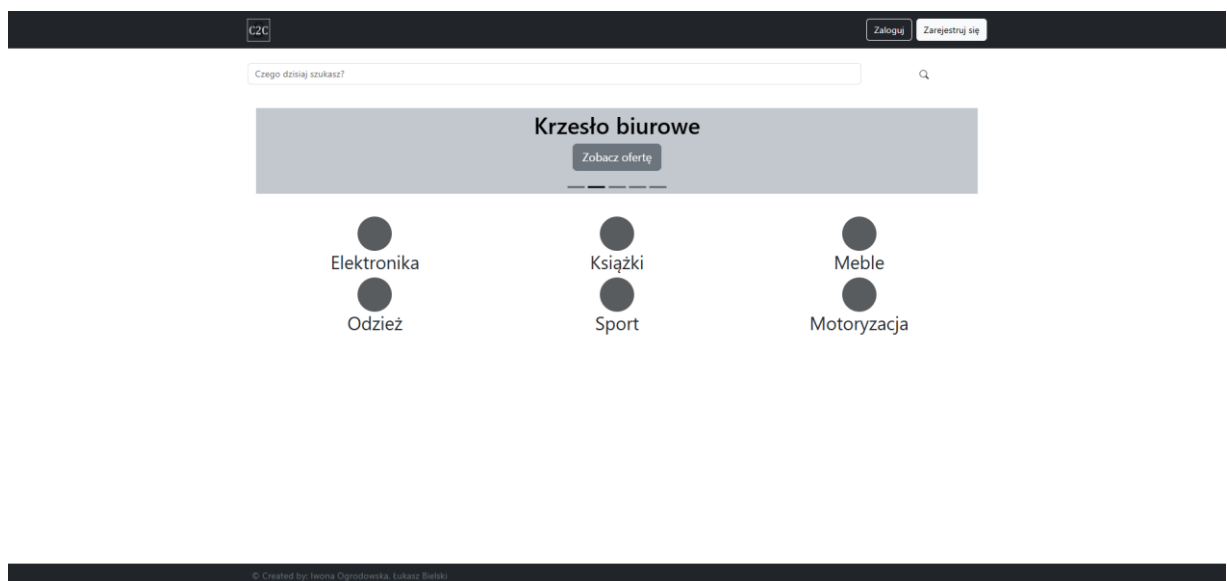 C2C
Zaloguj Zarejestruj się
Czego dzisiaj szukasz?
Krzesło biurowe
Zobacz ofertę
Elektronika Książki Meble
Odzież Sport Motoryzacja
© Created by: Iwona Ogrodowska, Łukasz Bielski